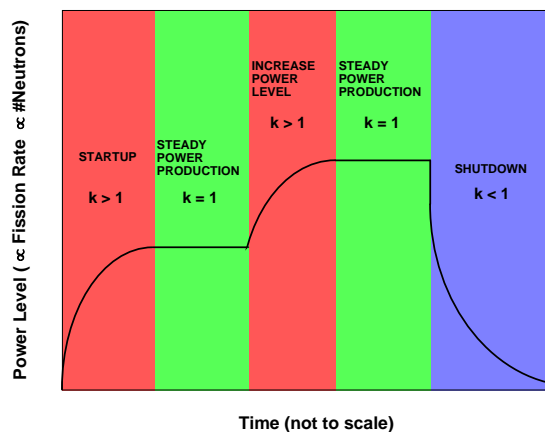 Power Level ( ∝ Fission Rate ∝ #Neutrons)
STARTUP
k > 1
STEADY
POWER
PRODUCTION
k = 1
INCREASE
POWER
LEVEL
k > 1
STEADY
POWER
PRODUCTION
k = 1
SHUTDOWN
k < 1
Time (not to scale)